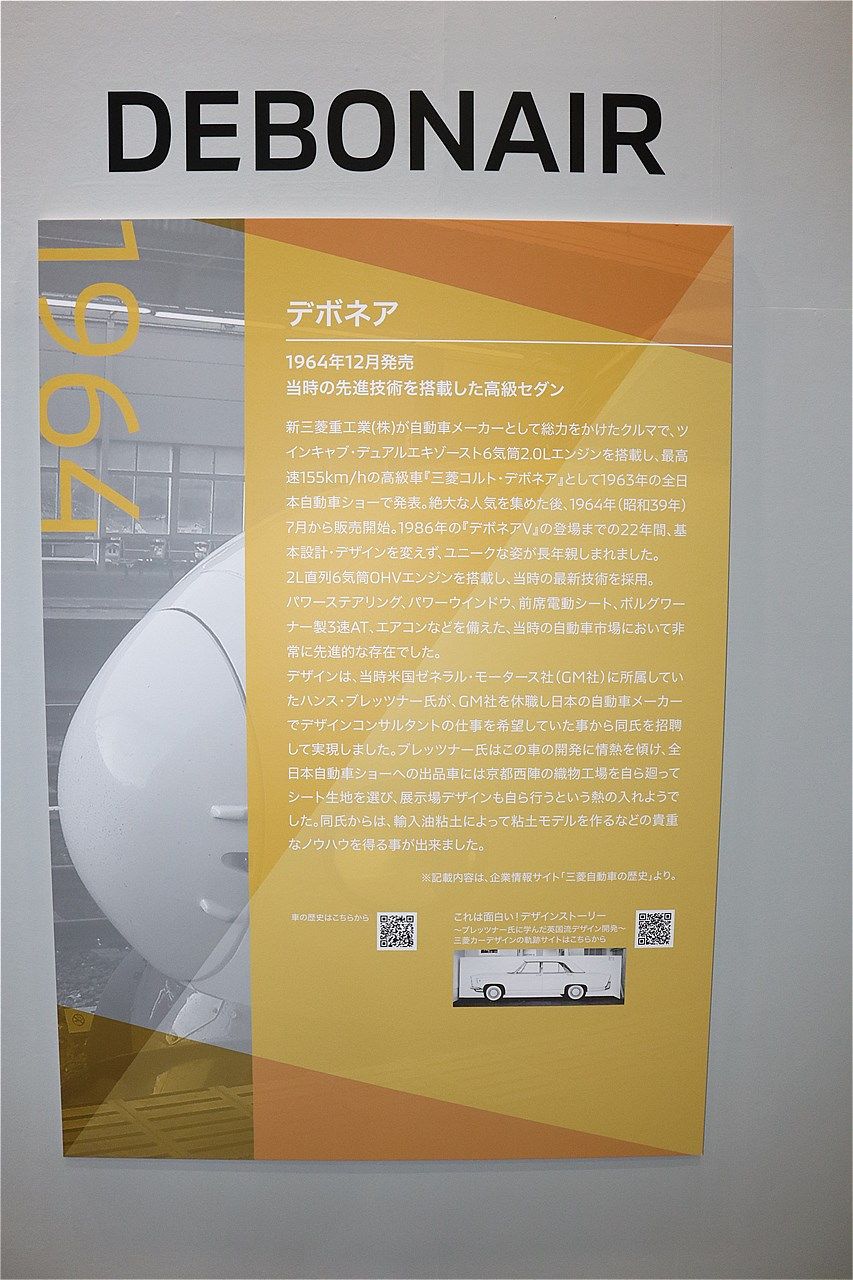 DEBONAIR
1964
デボネア
1964年12月発売
当時の先進技術を搭載した高級セダン
新三菱重工業(株)が自動車メーカーとして総力をかけたクルマで、ツ
インキャブ・デュアルエキゾースト6気筒2.0Lエンジンを搭載し、最高
速155km/hの高級車『三菱コルト・デボネア』として1963年の全日
本自動車ショーで発表。絶大な人気を集めた後、1964年(昭和39年)
7月から販売開始。1986年の『デボネアV』の登場までの22年間、基
本設計・デザインを変えず、ユニークな姿が長年親しまれました。
2L直列6気筒OHVエンジンを搭載し、当時の最新技術を採用。
パワーステアリング、パワーウインドウ、前席電動シート、ボルグワー
ナー製3速AT、エアコンなどを備えた、当時の自動車市場において非
常に先進的な存在でした。
デザインは、当時米国ゼネラル・モータース社(GM社)に所属してい
たハンス・ブレッツナー氏が、GM社を休職し日本の自動車メーカー
でデザインコンサルタントの仕事を希望していた事から同氏を招聘
して実現しました。ブレッツナー氏はこの車の開発に情熱を傾け、全
日本自動車ショーへの出品車には京都西陣の織物工場を自ら廻って
シート生地を選び、展示場デザインも自ら行うという熱の入れようで
した。同氏からは、輸入油粘土によって粘土モデルを作るなどの貴重
なノウハウを得る事が出来ました。
※記載内容は、企業情報サイト「三菱自動車の歴史」より。
車の歴史はこちらから
これは面白い!デザインストーリー
〜ブレッツナー氏に学んだ英国流デザイン開発〜
三菱カーデザインの軌跡サイトはこちらから